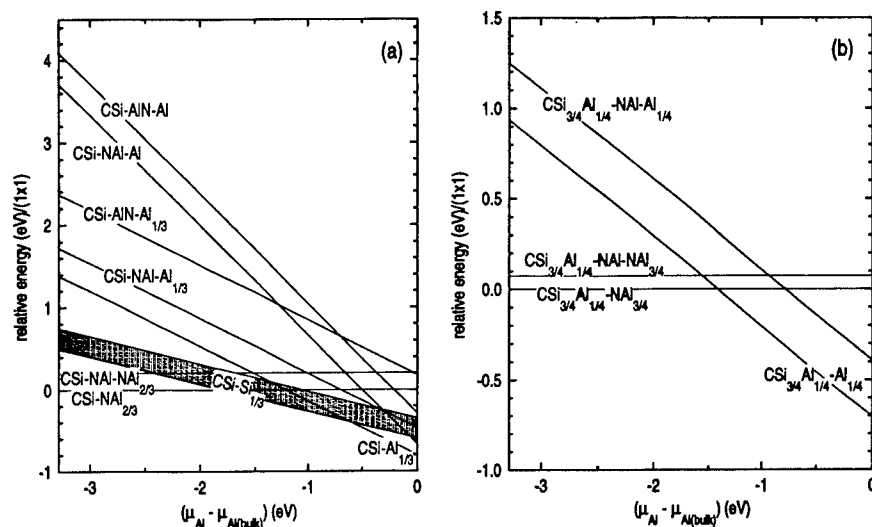 (a)
4
3
2
1
0
-1
relative energy (eV)/(1x1)
CSi-AlN-Al
CSi-NAl-Al
CSi-AlN-Al1/3
CSi-NAl-Al1/3
CSi-NAl-NAl2/3
CSi-Si1/3
CSi-NAl2/3
CSi-Al1/3
-3 -2 -1 0
(μAl - μAl(bulk)) (eV)
(b)
1.5
1.0
0.5
0.0
-0.5
-1.0
relative energy (eV)/(1x1)
CSi3/4Al1/4-NAl-Al1/4
CSi3/4Al1/4-NAl-NAl3/4
CSi3/4Al1/4-NAl3/4
CSi3/4Al1/4-Al1/4
-3 -2 -1 0
(μAl - μAl(bulk)) (eV)